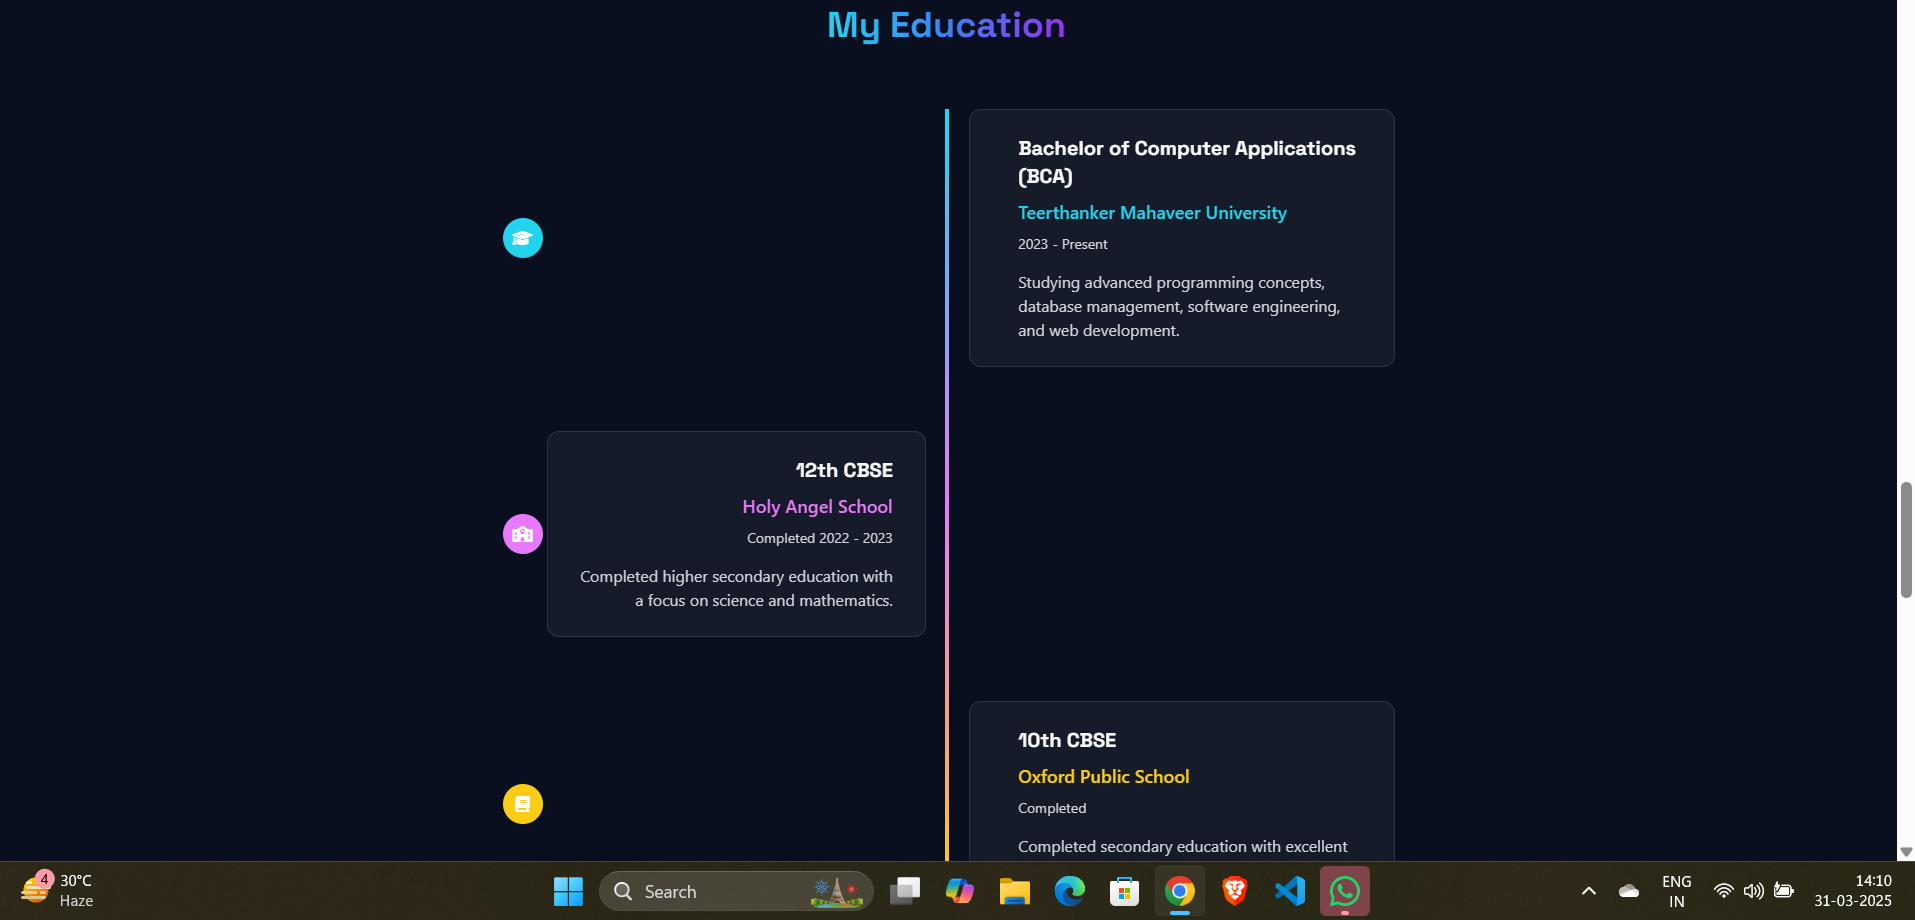 My Education
Bachelor of Computer Applications
(BCA)
Teerthanker Mahaveer University
2023 - Present
Studying advanced programming concepts,
database management, software engineering,
and web development.
12th CBSE
Holy Angel School
Completed 2022 - 2023
Completed higher secondary education with
a focus on science and mathematics.
10th CBSE
Oxford Public School
Completed
Completed secondary education with excellent
4
30°C
Haze
Search
ENG
IN
14:10
31-03-2025